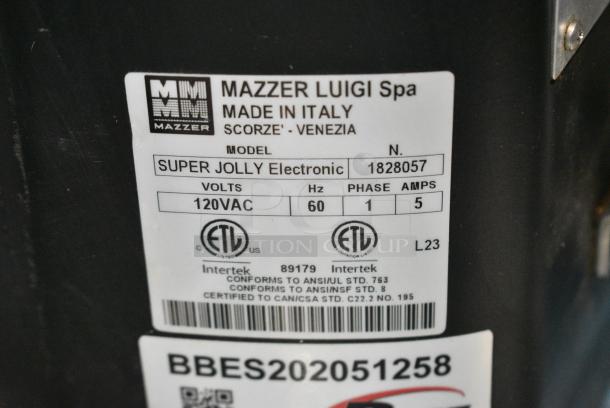 MAZZER
MAZZER LUIGI Spa
MADE IN ITALY
SCORZE' - VENEZIA
MODEL N.
SUPER JOLLY Electronic 1828057
VOLTS Hz PHASE AMPS
120VAC 60 1 5
ETL ETL
C US L23
Intertek 89179 Intertek
CONFORMS TO ANSI/UL STD. 763
CONFORMS TO ANSI/NSF STD. 8
CERTIFIED TO CAN/CSA STD. C22.2 NO. 195
BBES202051258